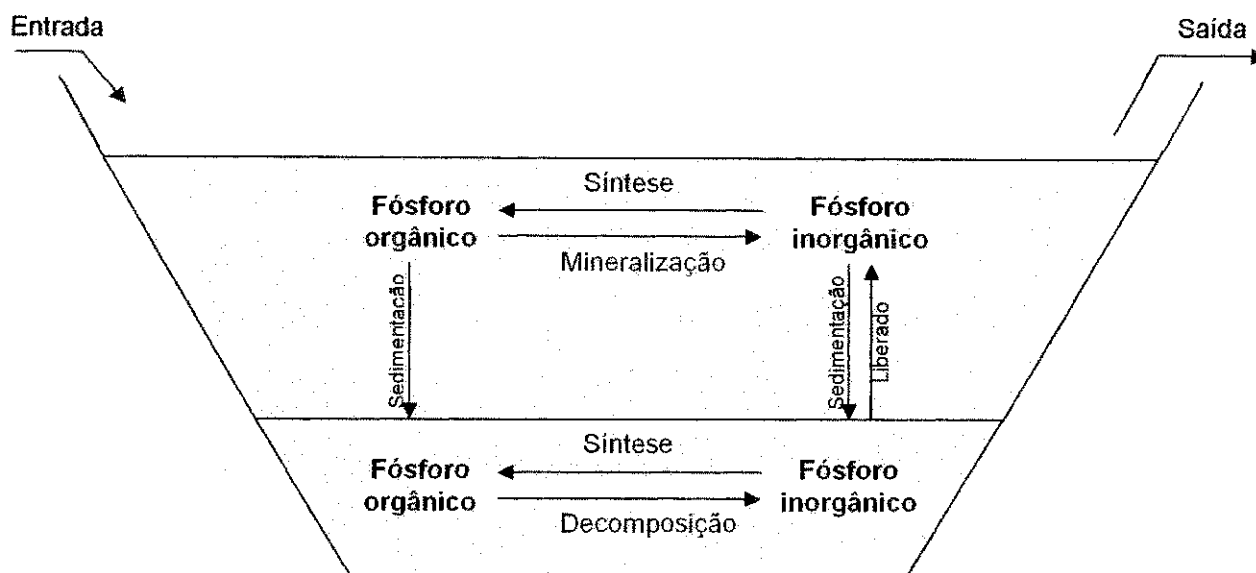 Entrada
Saída
Síntese
Fósforo
orgânico
Fósforo
inorgânico
Mineralização
Sedimentação
Sedimentação
Liberado
Síntese
Fósforo
orgânico
Fósforo
inorgânico
Decomposição